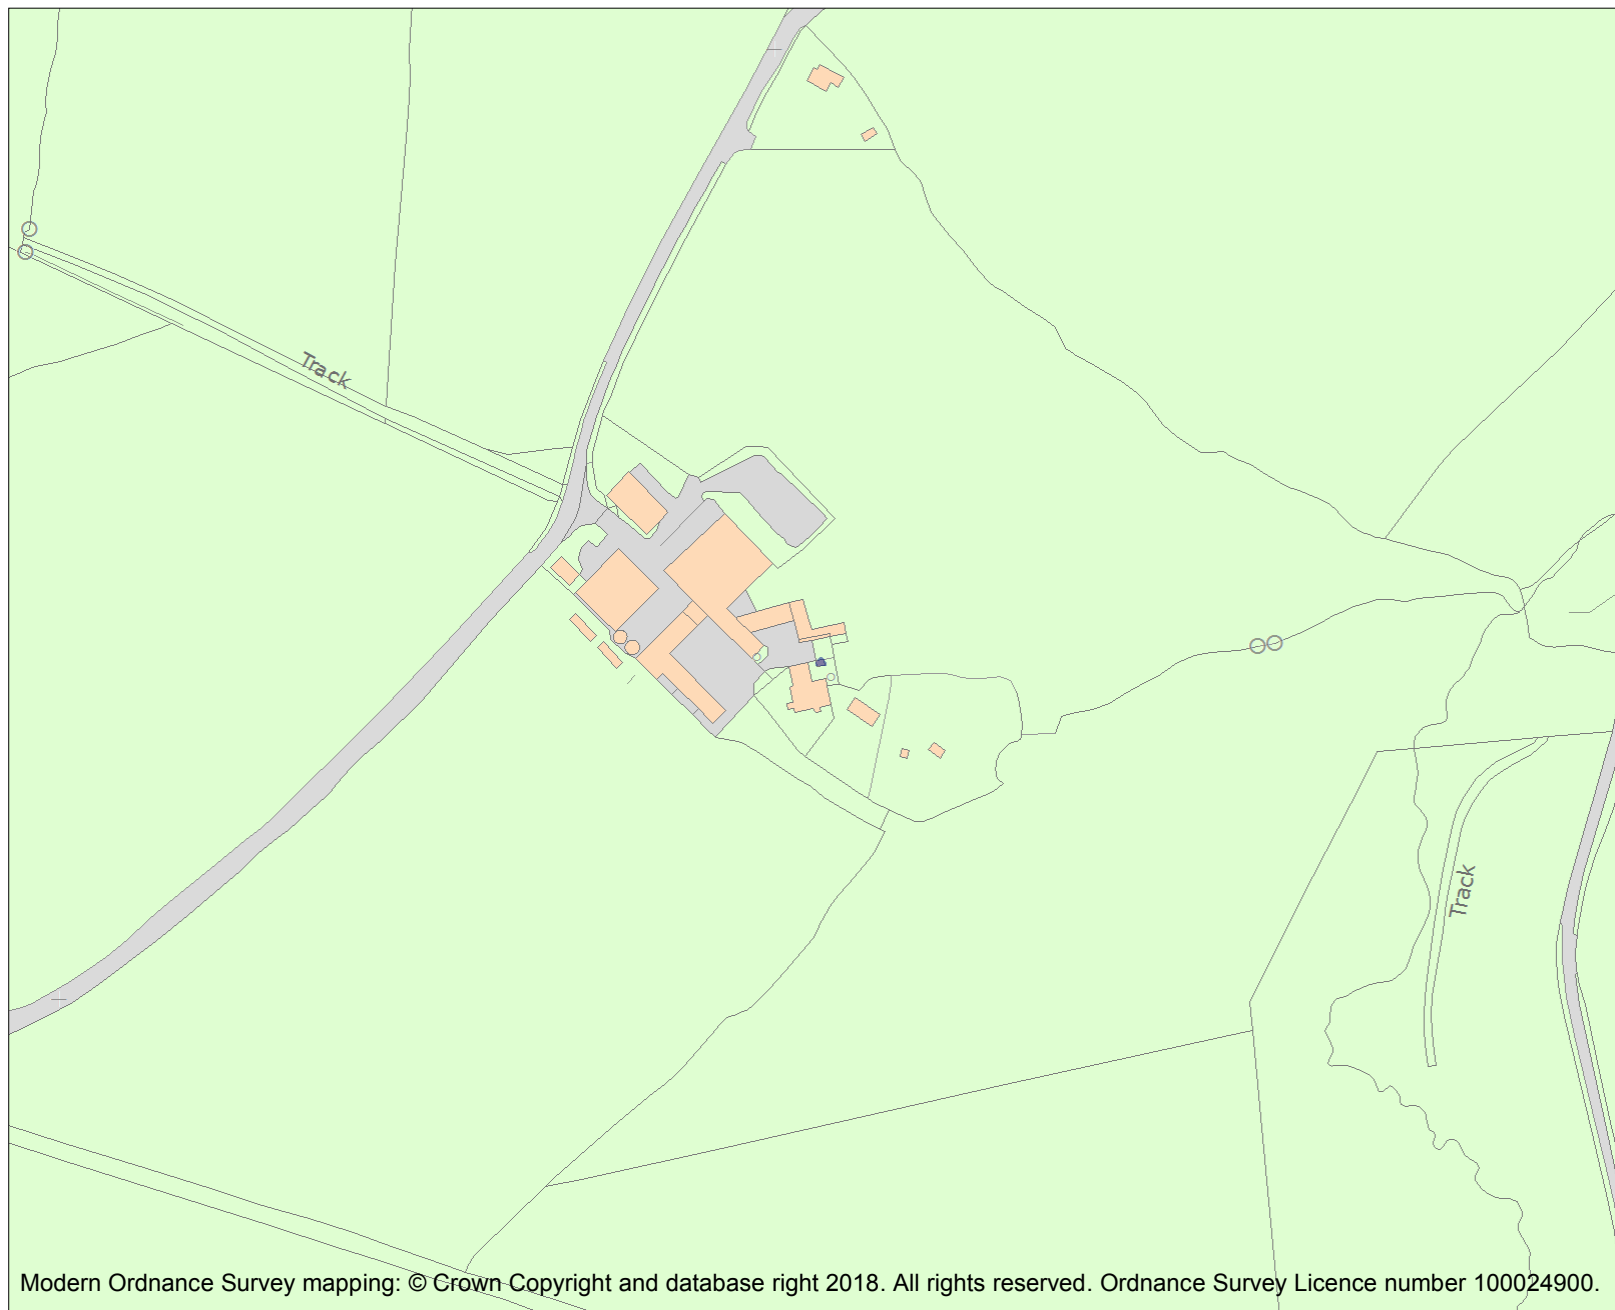 Track
Track
Modern Ordnance Survey mapping: © Crown Copyright and database right 2018. All rights reserved. Ordnance Survey Licence number 100024900.